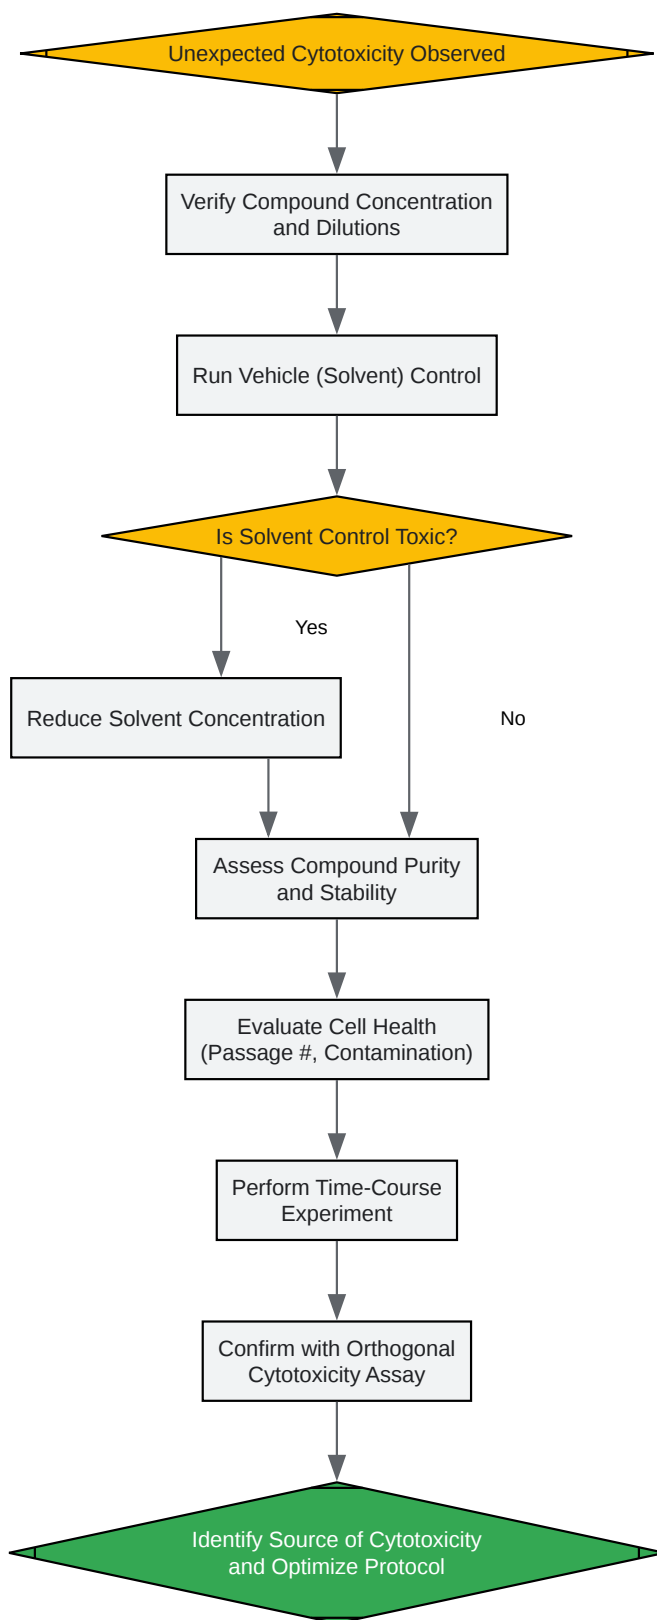 Unexpected Cytotoxicity Observed
Verify Compound Concentration
and Dilutions
Run Vehicle (Solvent) Control
Is Solvent Control Toxic?
Yes
Reduce Solvent Concentration
No
Assess Compound Purity
and Stability
Evaluate Cell Health
(Passage #, Contamination)
Perform Time-Course
Experiment
Confirm with Orthogonal
Cytotoxicity Assay
Identify Source of Cytotoxicity
and Optimize Protocol